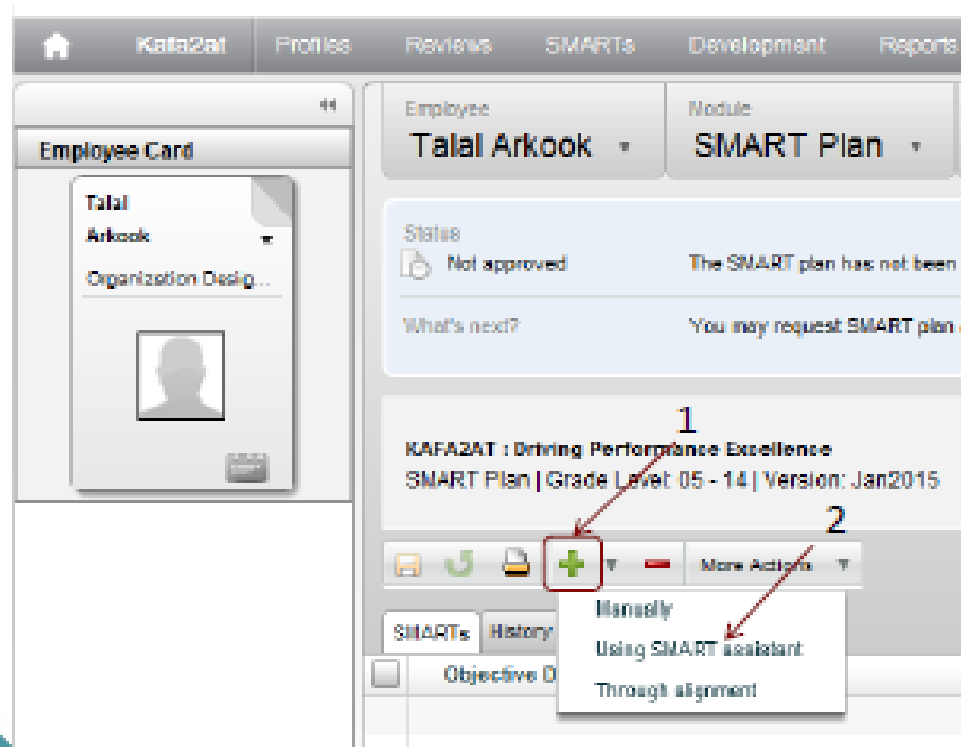 Kafa2at Profiles Reviews SMARTs Development Reports
Employee Card
Talal
Arkook
Organization Desig...
Employee
Talal Arkook
Module
SMART Plan
Status
Not approved The SMART plan has not been
What's next? You may request SMART plan
1
KAFA2AT : Driving Performance Excellence
SMART Plan | Grade Level: 05 - 14 | Version: Jan2015
2
More Actions
Manually
Using SMART assistant
Through alignment
SMARTs History
Objective D